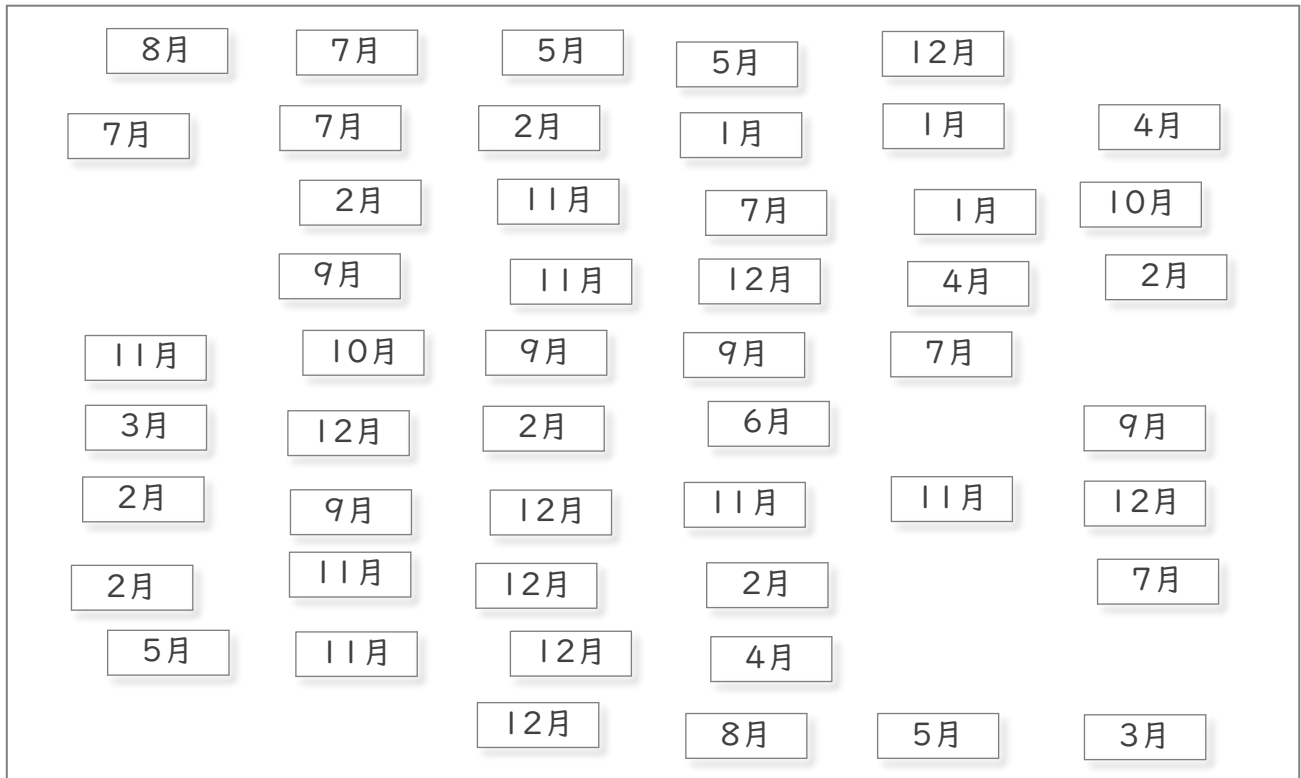 8月 7月 5月 5月 12月
7月 7月 2月 1月 1月 4月
2月 11月 7月 1月 10月
9月 11月 12月 4月 2月
11月 10月 9月 9月 7月
3月 12月 2月 6月 9月
2月 9月 12月 11月 11月 12月
2月 11月 12月 2月 7月
5月 11月 12月 4月
12月 8月 5月 3月